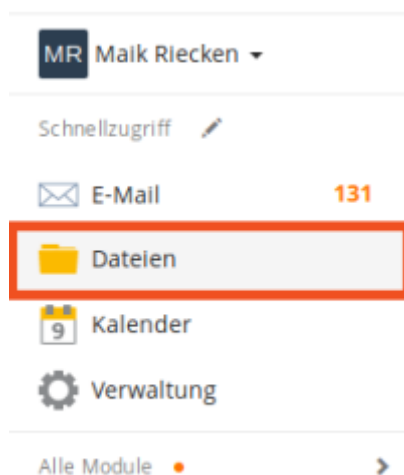 MR Maik Riecken
Schnellzugriff
E-Mail 131
Dateien
9 Kalender
Verwaltung
Alle Module